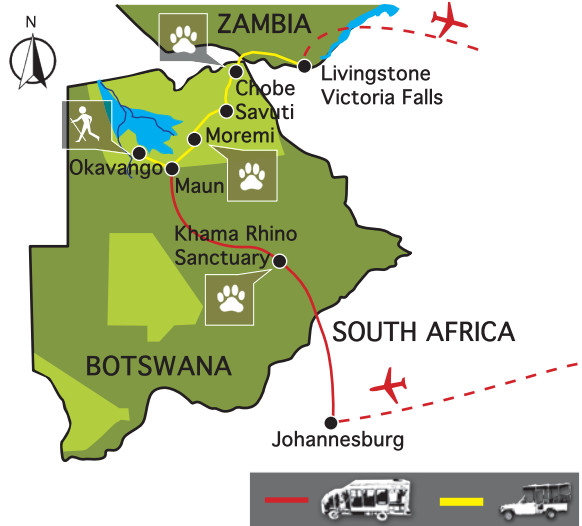 ZAMBIA
N
Livingstone
Victoria Falls
Chobe
Savuti
Moremi
Okavango
Maun
Khama Rhino
Sanctuary
SOUTH AFRICA
BOTSWANA
Johannesburg